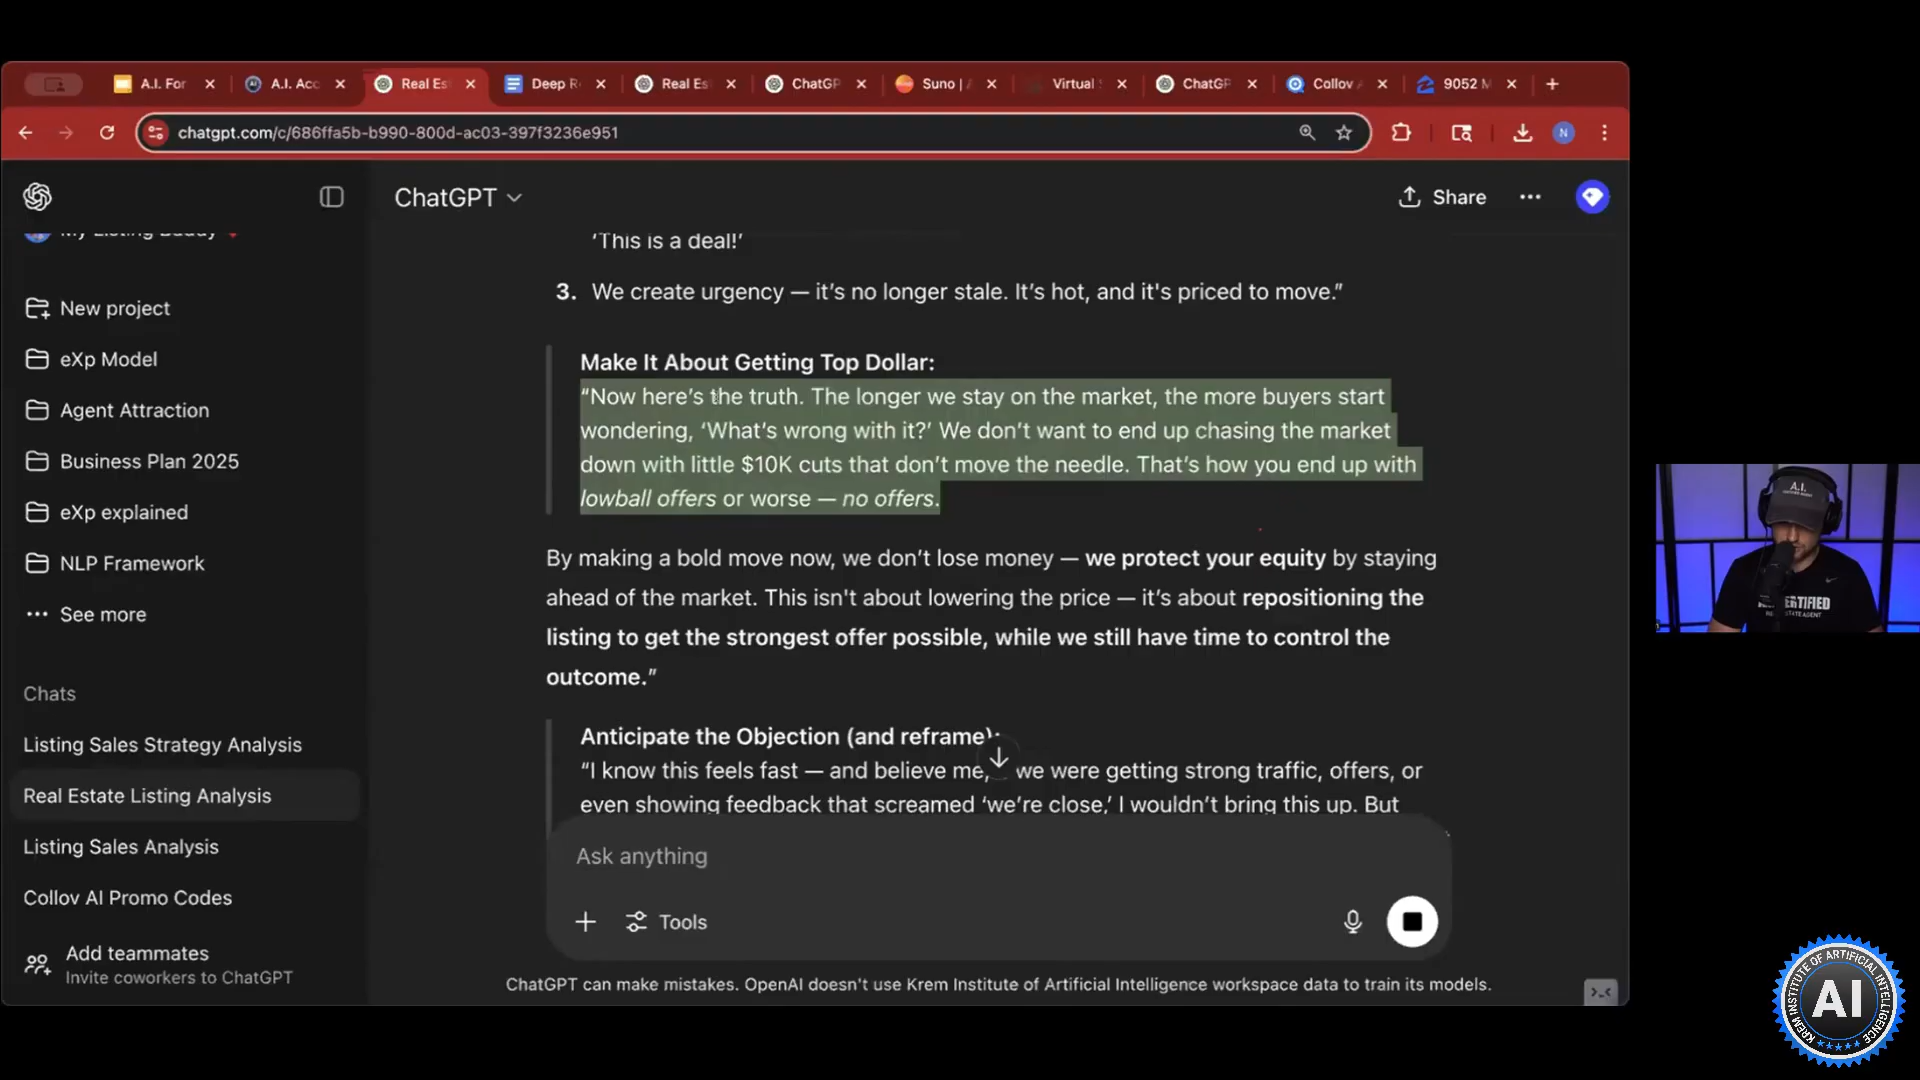 A.I. For
A.I. Acc
Real Es
Deep R
Real Es
ChatGP
Suno | A
Virtual
ChatGP
Collov A
9052 M
chatgpt.com/c/686ffa5b-b990-800d-ac03-397f3236e951
N
ChatGPT
Share
My Listing Buddy
New project
eXp Model
Agent Attraction
Business Plan 2025
eXp explained
NLP Framework
See more
Chats
Listing Sales Strategy Analysis
Real Estate Listing Analysis
Listing Sales Analysis
Collov AI Promo Codes
Add teammates
Invite coworkers to ChatGPT
‘This is a deal!’
3. We create urgency — it’s no longer stale. It’s hot, and it's priced to move.”
Make It About Getting Top Dollar:
“Now here’s the truth. The longer we stay on the market, the more buyers start
wondering, ‘What’s wrong with it?’ We don’t want to end up chasing the market
down with little $10K cuts that don’t move the needle. That’s how you end up with
lowball offers or worse — no offers.
By making a bold move now, we don’t lose money — we protect your equity by staying
ahead of the market. This isn't about lowering the price — it’s about repositioning the
listing to get the strongest offer possible, while we still have time to control the
outcome.”
Anticipate the Objection (and reframe):
“I know this feels fast — and believe me, we were getting strong traffic, offers, or
even showing feedback that screamed ‘we’re close,’ I wouldn’t bring this up. But
Ask anything
Tools
ChatGPT can make mistakes. OpenAI doesn't use Krem Institute of Artificial Intelligence workspace data to train its models.
A.I.
KREM INSTITUTE OF ARTIFICIAL INTELLIGENCE
AI